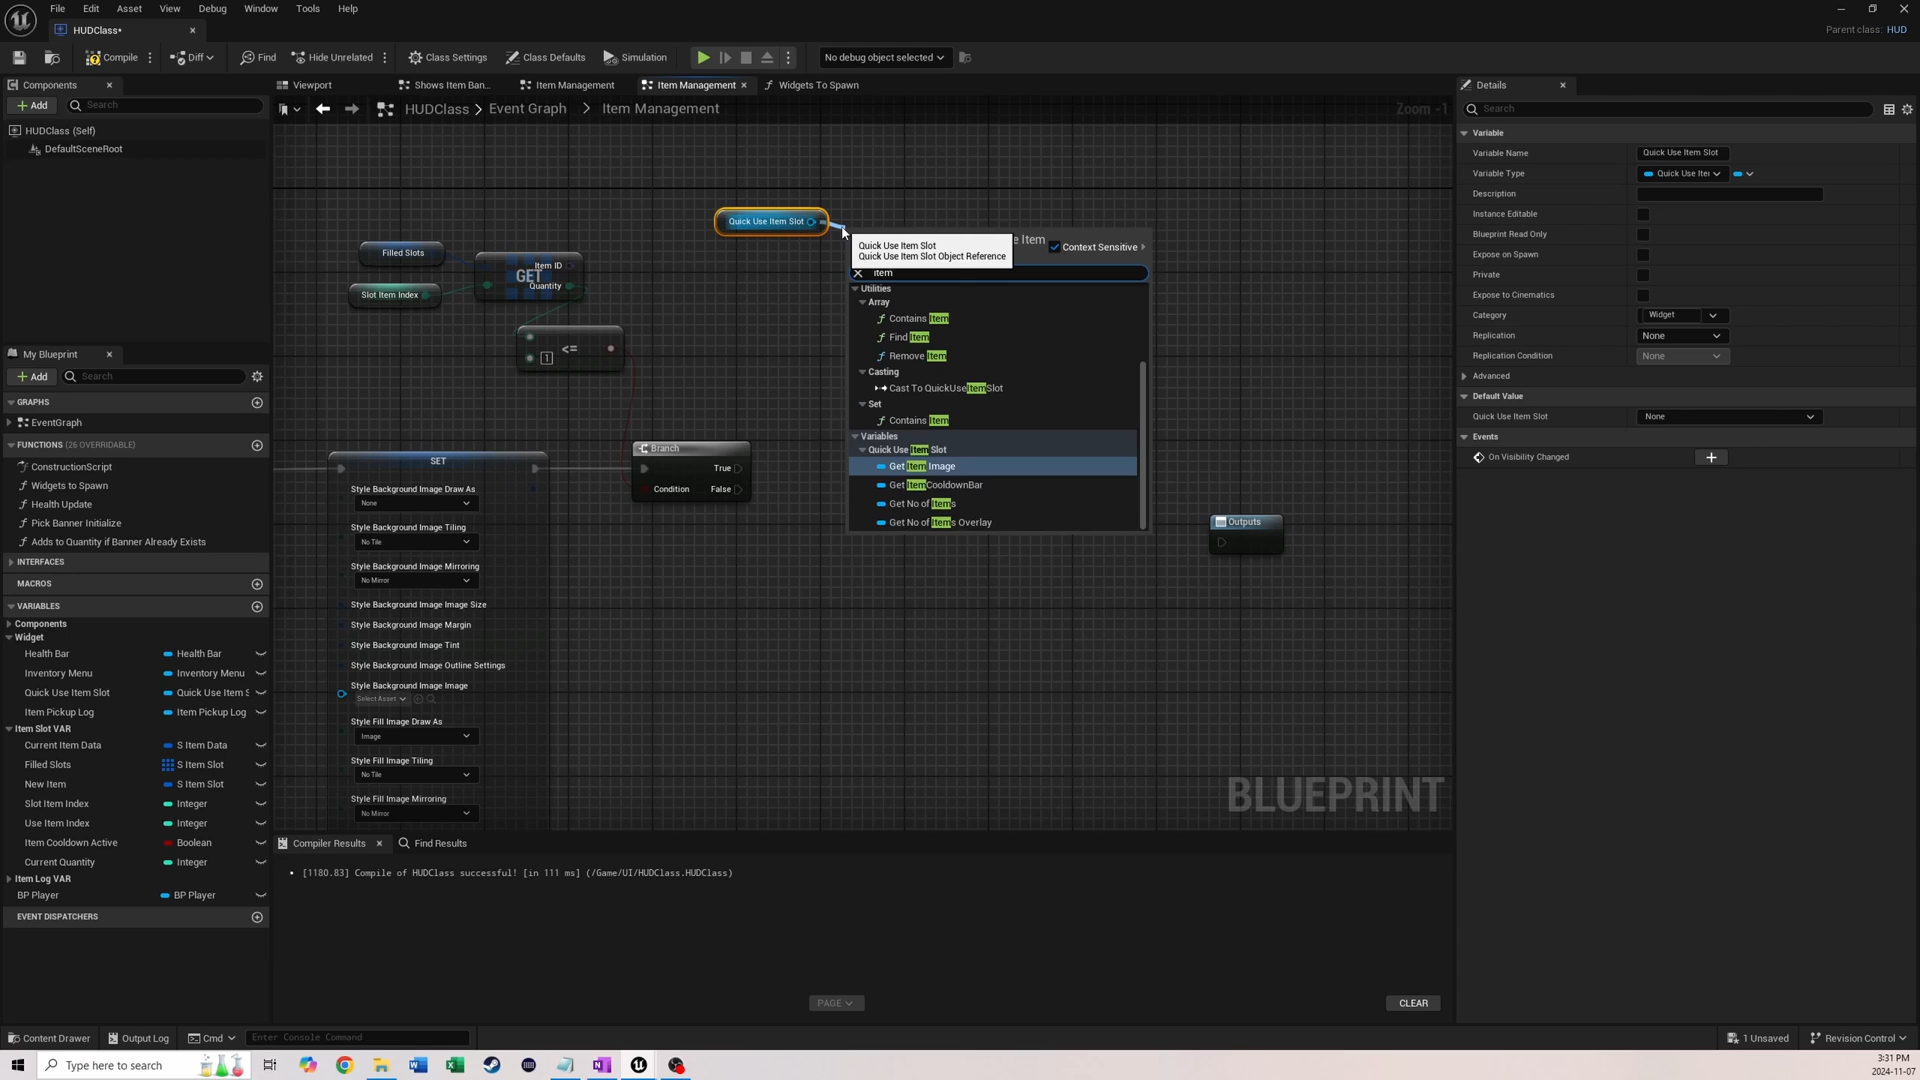 File Edit Asset View Debug Window Tools Help
HUDClass•
Parent class: HUD
Compile Diff Find Hide Unrelated Class Settings Class Defaults Simulation No debug object selected
Components
Add Search
HUDClass (Self)
DefaultSceneRoot
Viewport Shows Item Ban... Item Management Item Management Widgets To Spawn
HUDClass > Event Graph > Item Management
Zoom -1
Filled Slots
Slot Item Index
GET
Item ID
Quantity
<=
1
Quick Use Item Slot
Quick Use Item Slot
Quick Use Item Slot Object Reference
e Item
Context Sensitive
item
Utilities
Array
Contains Item
Find Item
Remove Item
Casting
Cast To QuickUseItemSlot
Set
Contains Item
Variables
Quick Use Item Slot
Get Item Image
Get ItemCooldownBar
Get No of Items
Get No of Items Overlay
SET
Style Background Image Draw As
None
Style Background Image Tiling
No Tile
Style Background Image Mirroring
No Mirror
Style Background Image Image Size
Style Background Image Margin
Style Background Image Tint
Style Background Image Outline Settings
Style Background Image Image
Select Asset
Style Fill Image Draw As
Image
Style Fill Image Tiling
No Tile
Style Fill Image Mirroring
No Mirror
Branch
True
Condition False
Outputs
BLUEPRINT
My Blueprint
Add Search
GRAPHS
EventGraph
FUNCTIONS (26 OVERRIDABLE)
ConstructionScript
Widgets to Spawn
Health Update
Pick Banner Initialize
Adds to Quantity if Banner Already Exists
INTERFACES
MACROS
VARIABLES
Components
Widget
Health Bar Health Bar
Inventory Menu Inventory Menu
Quick Use Item Slot Quick Use Item S
Item Pickup Log Item Pickup Log
Item Slot VAR
Current Item Data S Item Data
Filled Slots S Item Slot
New Item S Item Slot
Slot Item Index Integer
Use Item Index Integer
Item Cooldown Active Boolean
Current Quantity Integer
Item Log VAR
BP Player BP Player
EVENT DISPATCHERS
Compiler Results Find Results
[1180.83] Compile of HUDClass successful! [in 111 ms] (/Game/UI/HUDClass.HUDClass)
PAGE
CLEAR
Details
Search
Variable
Variable Name Quick Use Item Slot
Variable Type Quick Use Ite
Description
Instance Editable
Blueprint Read Only
Expose on Spawn
Private
Expose to Cinematics
Category Widget
Replication None
Replication Condition None
Advanced
Default Value
Quick Use Item Slot None
Events
On Visibility Changed
Content Drawer Output Log Cmd Enter Console Command
1 Unsaved Revision Control
Type here to search
3:31 PM
2024-11-07